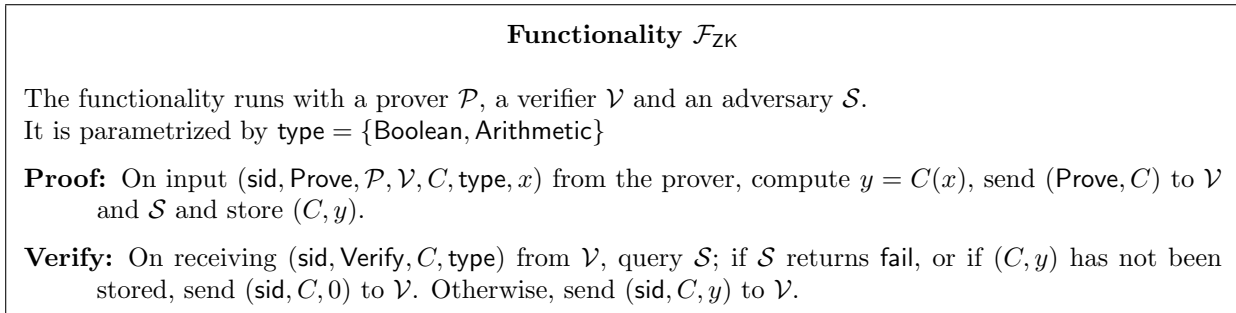 Functionality 𝓕ZK
The functionality runs with a prover 𝒫, a verifier 𝒱 and an adversary 𝒮.
It is parametrized by type = {Boolean, Arithmetic}
Proof: On input (sid, Prove, 𝒫, 𝒱, C, type, x) from the prover, compute y = C(x), send (Prove, C) to 𝒱
and 𝒮 and store (C, y).
Verify: On receiving (sid, Verify, C, type) from 𝒱, query 𝒮; if 𝒮 returns fail, or if (C, y) has not been
stored, send (sid, C, 0) to 𝒱. Otherwise, send (sid, C, y) to 𝒱.